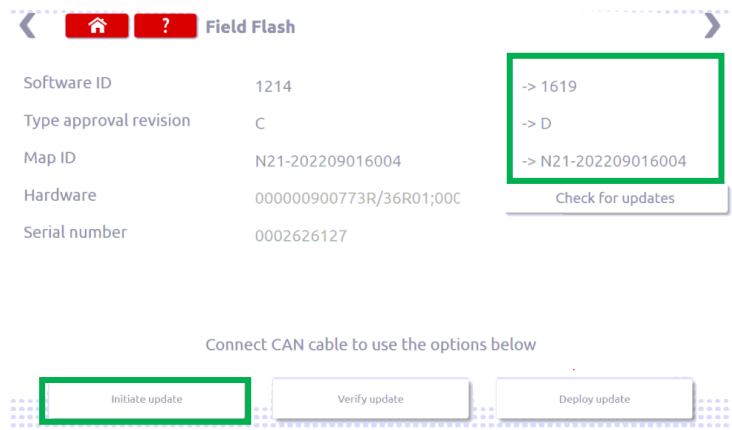 ? Field Flash
Software ID 1214 -> 1619
Type approval revision C -> D
Map ID N21-202209016004 -> N21-202209016004
Hardware 000000900773R/36R01;000 Check for updates
Serial number 0002626127
Connect CAN cable to use the options below
Initiate update Verify update Deploy update